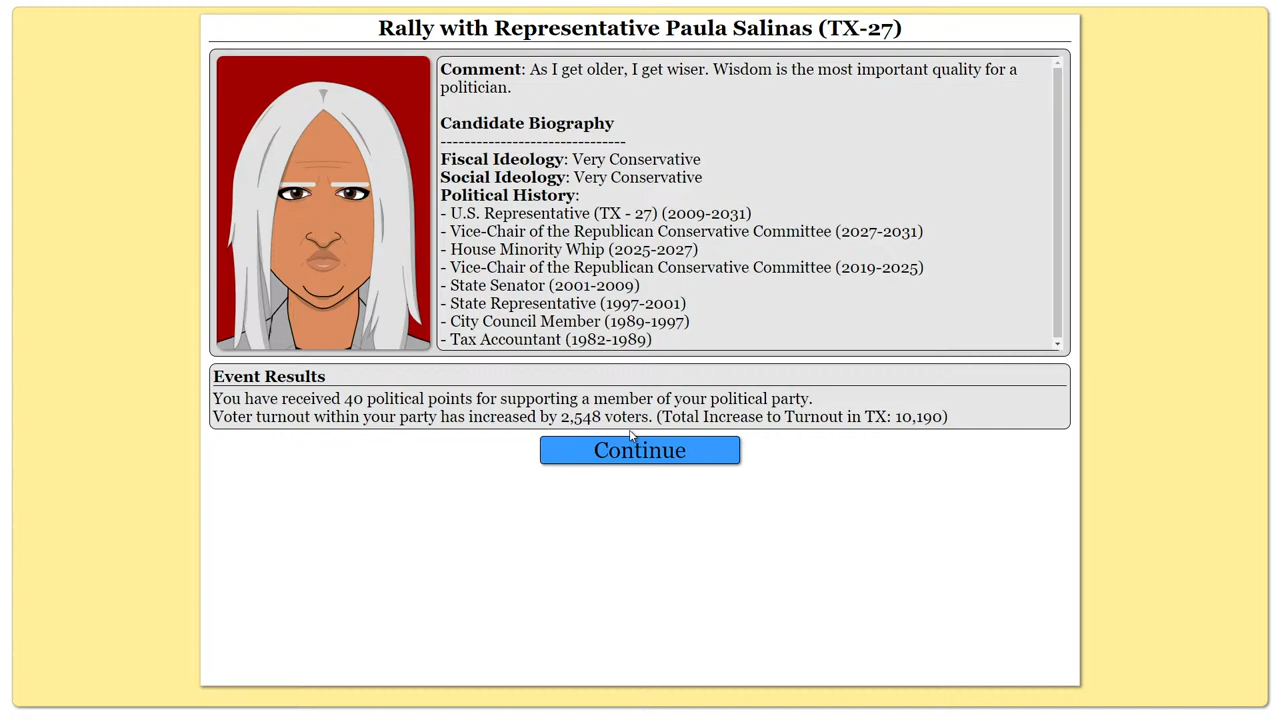 Rally with Representative Paula Salinas (TX-27)
Comment: As I get older, I get wiser. Wisdom is the most important quality for a
politician.
Candidate Biography
-------------------------------
Fiscal Ideology: Very Conservative
Social Ideology: Very Conservative
Political History:
- U.S. Representative (TX - 27) (2009-2031)
- Vice-Chair of the Republican Conservative Committee (2027-2031)
- House Minority Whip (2025-2027)
- Vice-Chair of the Republican Conservative Committee (2019-2025)
- State Senator (2001-2009)
- State Representative (1997-2001)
- City Council Member (1989-1997)
- Tax Accountant (1982-1989)
Event Results
You have received 40 political points for supporting a member of your political party.
Voter turnout within your party has increased by 2,548 voters. (Total Increase to Turnout in TX: 10,190)
Continue